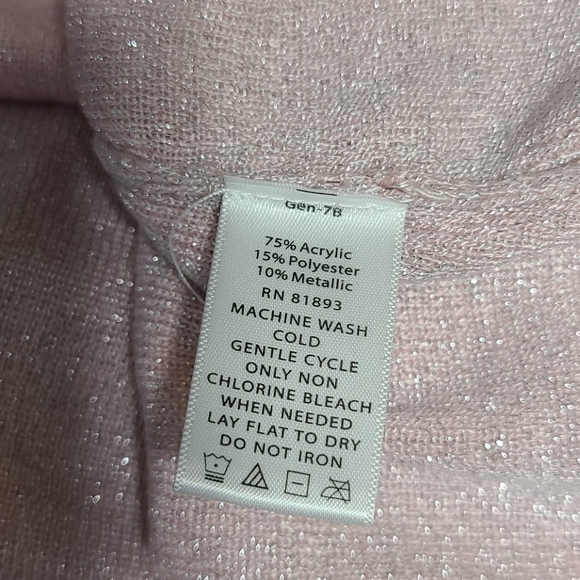 Gen-7B
75% Acrylic
15% Polyester
10% Metallic
RN 81893
MACHINE WASH
COLD
GENTLE CYCLE
ONLY NON
CHLORINE BLEACH
WHEN NEEDED
LAY FLAT TO DRY
DO NOT IRON